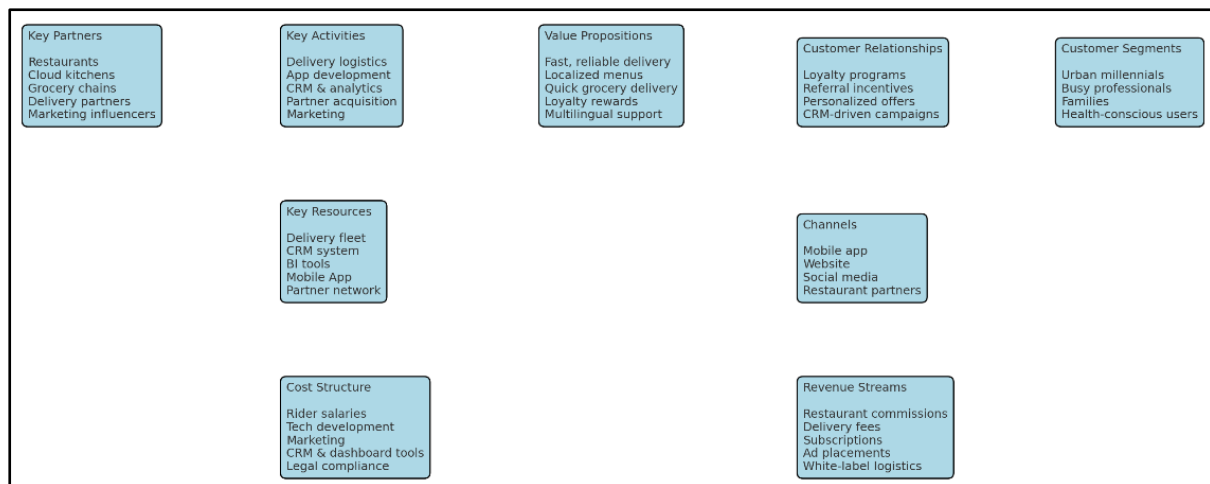 Key Partners
Restaurants
Cloud kitchens
Grocery chains
Delivery partners
Marketing influencers
Key Activities
Delivery logistics
App development
CRM & analytics
Partner acquisition
Marketing
Value Propositions
Fast, reliable delivery
Localized menus
Quick grocery delivery
Loyalty rewards
Multilingual support
Customer Relationships
Loyalty programs
Referral incentives
Personalized offers
CRM-driven campaigns
Customer Segments
Urban millennials
Busy professionals
Families
Health-conscious users
Key Resources
Delivery fleet
CRM system
BI tools
Mobile App
Partner network
Channels
Mobile app
Website
Social media
Restaurant partners
Cost Structure
Rider salaries
Tech development
Marketing
CRM & dashboard tools
Legal compliance
Revenue Streams
Restaurant commissions
Delivery fees
Subscriptions
Ad placements
White-label logistics